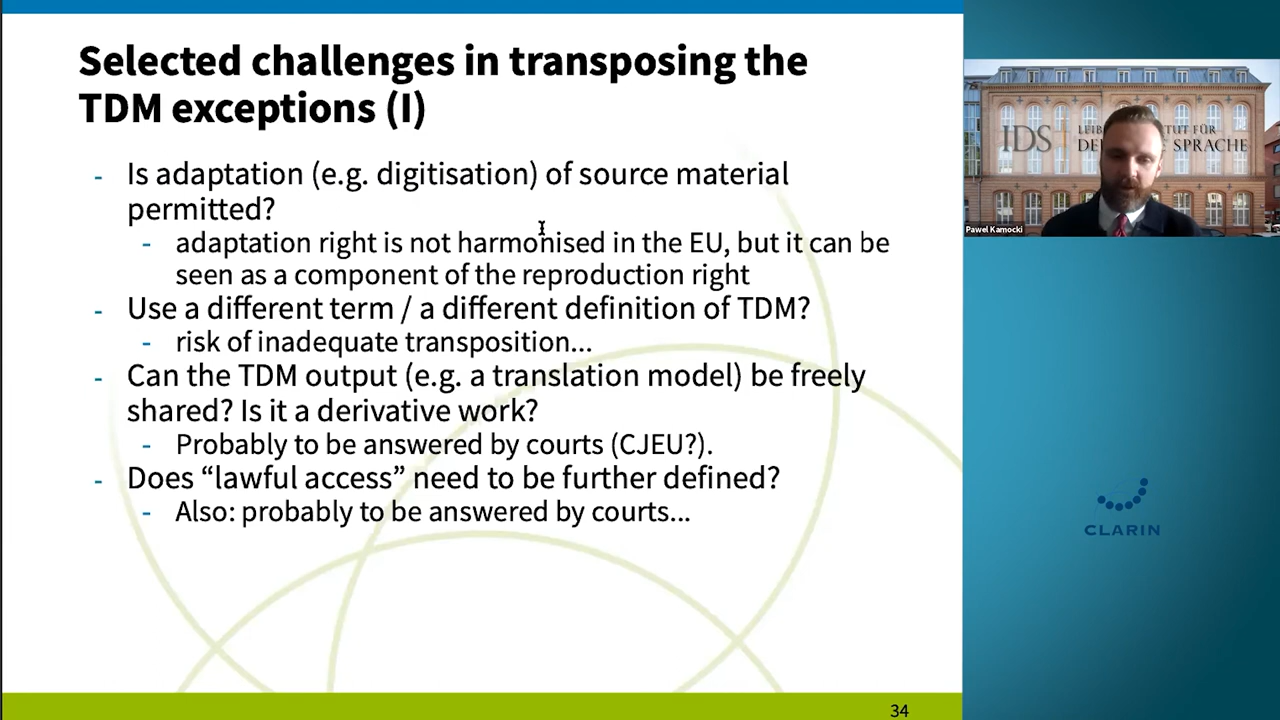 Selected challenges in transposing the
TDM exceptions (I)
- Is adaptation (e.g. digitisation) of source material
permitted?
- adaptation right is not harmonised in the EU, but it can be
seen as a component of the reproduction right
- Use a different term / a different definition of TDM?
- risk of inadequate transposition...
- Can the TDM output (e.g. a translation model) be freely
shared? Is it a derivative work?
- Probably to be answered by courts (CJEU?).
- Does “lawful access” need to be further defined?
- Also: probably to be answered by courts...
34
IDS
SPRACHE
Pawel Kamocki
CLARIN